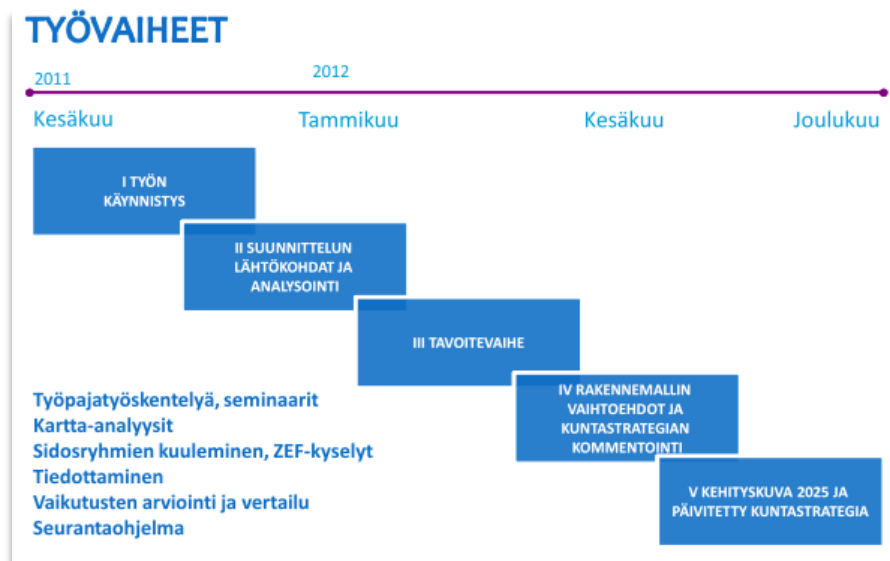 TYÖVAIHEET
2011
2012
Kesäkuu
Tammikuu
Kesäkuu
Joulukuu
I TYÖN
KÄYNNISTYS
II SUUNNITTELUN
LÄHTÖKOHDAT JA
ANALYSOINTI
III TAVOITEVAIHE
IV RAKENNEMALLIN
VAIHTOEHDOT JA
KUNTASTRATEGIAN
KOMMENTOINTI
V KEHITYSKUVA 2025 JA
PÄIVITETTY KUNTASTRATEGIA
Työpajatyöskentelyä, seminaarit
Kartta-analyysit
Sidosryhmien kuuleminen, ZEF-kyselyt
Tiedottaminen
Vaikutusten arviointi ja vertailu
Seurantaohjelma